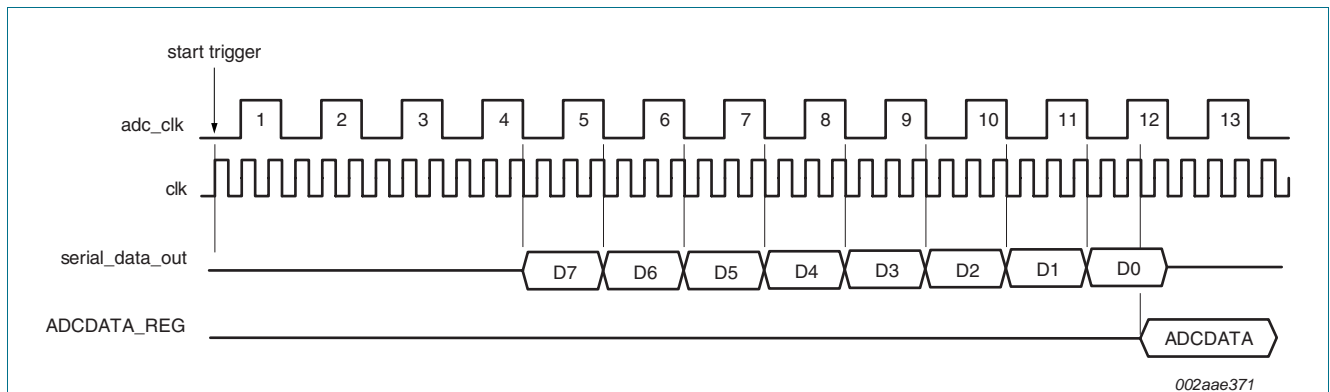 start trigger
adc_clk 1 2 3 4 5 6 7 8 9 10 11 12 13
clk
serial_data_out D7 D6 D5 D4 D3 D2 D1 D0
ADCDATA_REG ADCDATA
002aae371